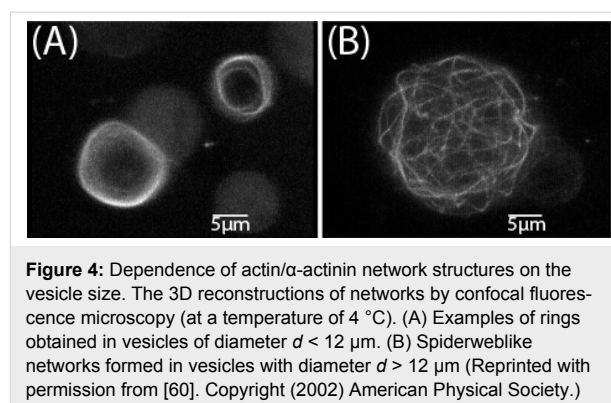 (A)
(B)
5μm
5μm
Figure 4: Dependence of actin/α-actinin network structures on the
vesicle size. The 3D reconstructions of networks by confocal fluores-
cence microscopy (at a temperature of 4 °C). (A) Examples of rings
obtained in vesicles of diameter d < 12 μm. (B) Spiderweblike
networks formed in vesicles with diameter d > 12 μm (Reprinted with
permission from [60]. Copyright (2002) American Physical Society.)